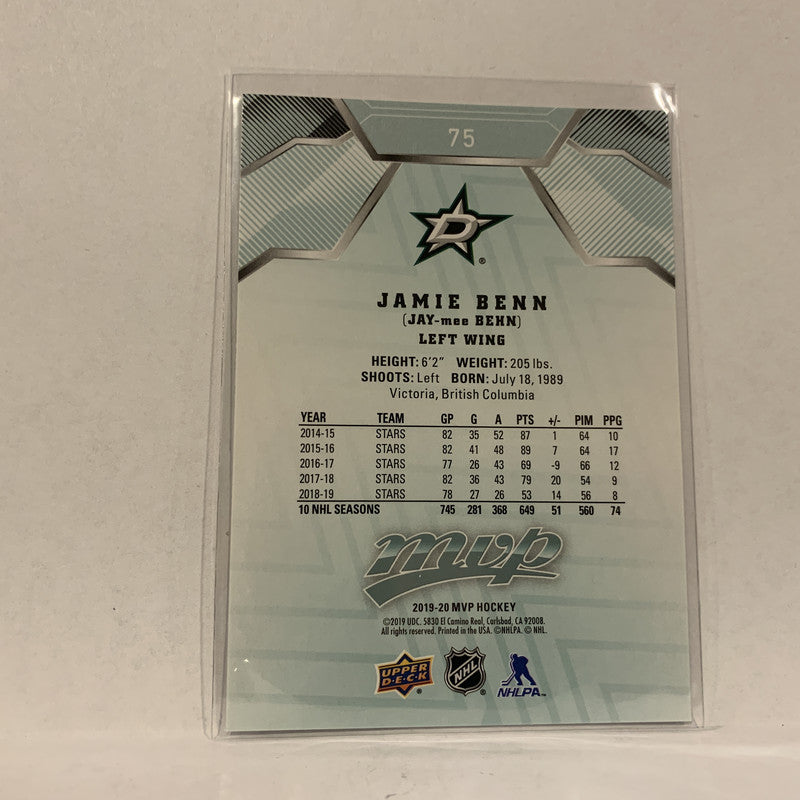 75
D
JAMIE BENN
(JAY-mee BEHN)
LEFT WING
HEIGHT: 6'2" WEIGHT: 205 lbs.
SHOOTS: Left BORN: July 18, 1989
Victoria, British Columbia
YEAR TEAM GP G A PTS +/- PIM PPG
2014-15 STARS 82 35 52 87 1 64 10
2015-16 STARS 82 41 48 89 7 64 17
2016-17 STARS 77 26 43 69 -9 66 12
2017-18 STARS 82 36 43 79 20 54 9
2018-19 STARS 78 27 26 53 14 56 8
10 NHL SEASONS 745 281 368 649 51 560 74
mvp
2019-20 MVP HOCKEY
©2019 UDC. 5830 El Camino Real, Carlsbad, CA 92008.
All rights reserved. Printed in the USA. ©NHLPA. © NHL.
UPPER DECK NHL NHLPA